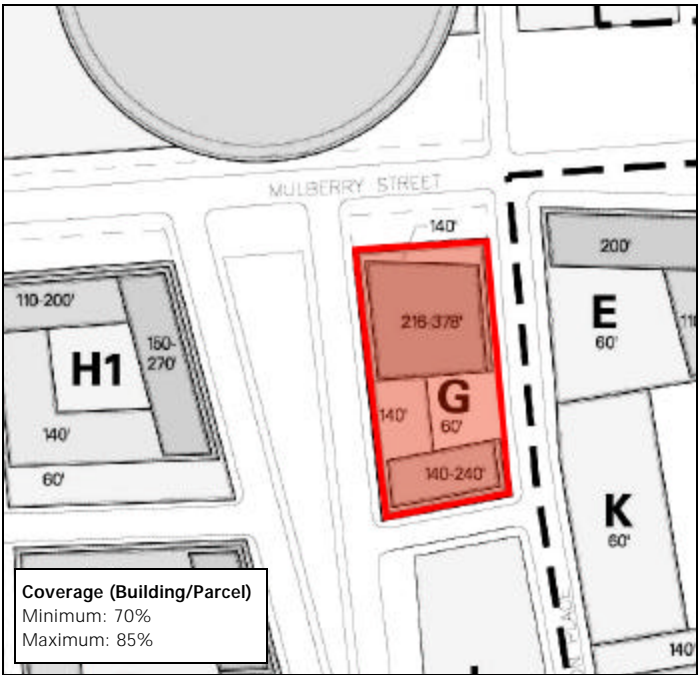 MULBERRY STREET
140'
200'
110-200'
216-378'
E
60'
150-
270'
H1
G
140'
60'
140'
140-240'
60'
K
60'
Coverage (Building/Parcel)
Minimum: 70%
Maximum: 85%
PLACE
140'